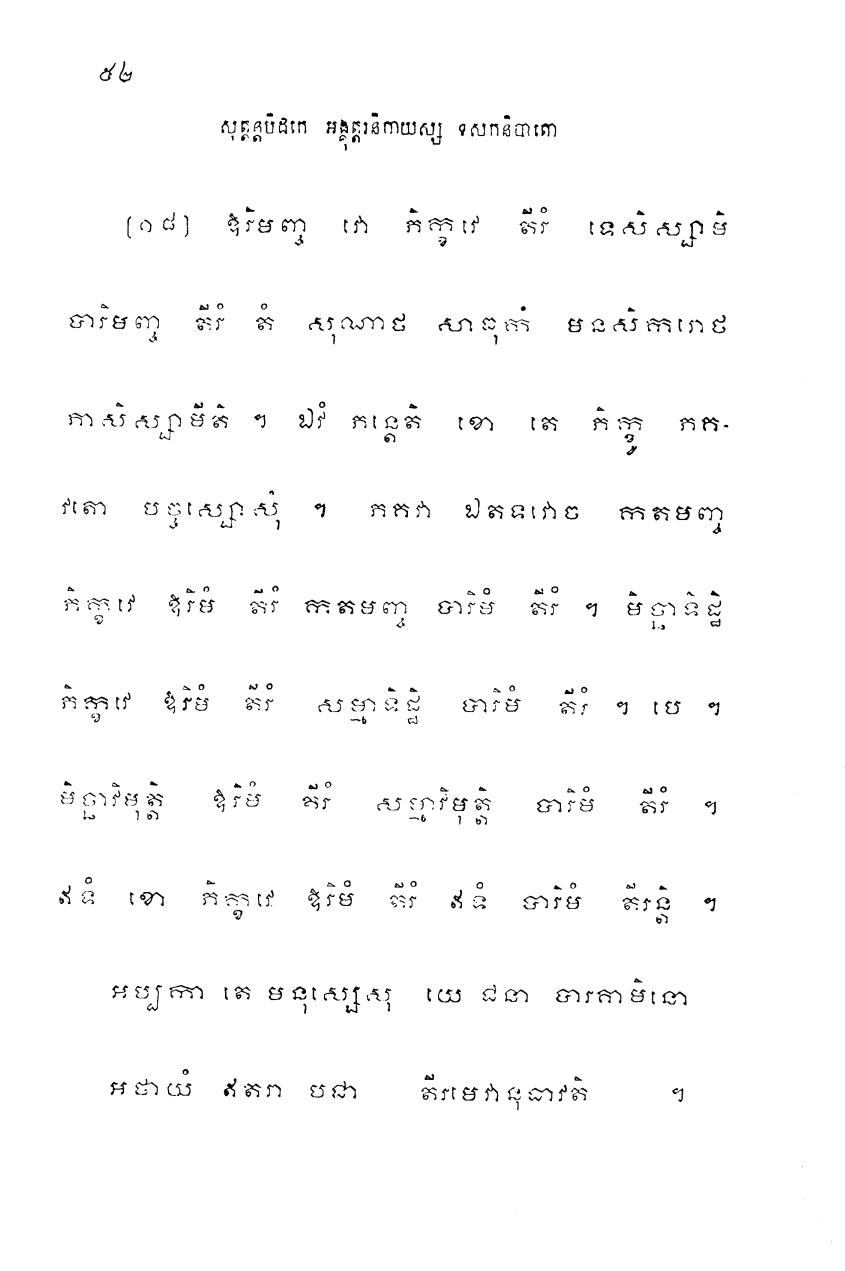 ៥២
សុត្តន្តបិដកេ អង្គុត្តរនិកាយស្ស ទសកនិបាតោ
[១៨] ឱរិមញ្ច វោ ភិក្ខវេ តីរំ ទេសិស្សាមិ
បារិមញ្ច តីរំ តំ សុណាថ សាធុកំ មនសិករោថ
ភាសិស្សាមីតិ ។ ឯវំ ភន្តេតិ ខោ តេ ភិក្ខូ ភគ-
វតោ បច្ចស្សោសុំ ។ ភគវា ឯតទវោច កតមញ្ច
ភិក្ខវេ ឱរិមំ តីរំ កតមញ្ច បារិមំ តីរំ ។ មិច្ឆាទិដ្ឋិ
ភិក្ខវេ ឱរិមំ តីរំ សម្មាទិដ្ឋិ បារិមំ តីរំ ។ បេ ។
មិច្ឆាវិមុត្តិ ឱរិមំ តីរំ សម្មាវិមុត្តិ បារិមំ តីរំ ។
ឥទំ ខោ ភិក្ខវេ ឱរិមំ តីរំ ឥទំ បារិមំ តីរន្តិ ។
អប្បកា តេ មនុស្សេសុ យេ ជនា បារគាមិនោ
អថាយំ ឥតរា បជា តីរមេវានុធាវតិ ។